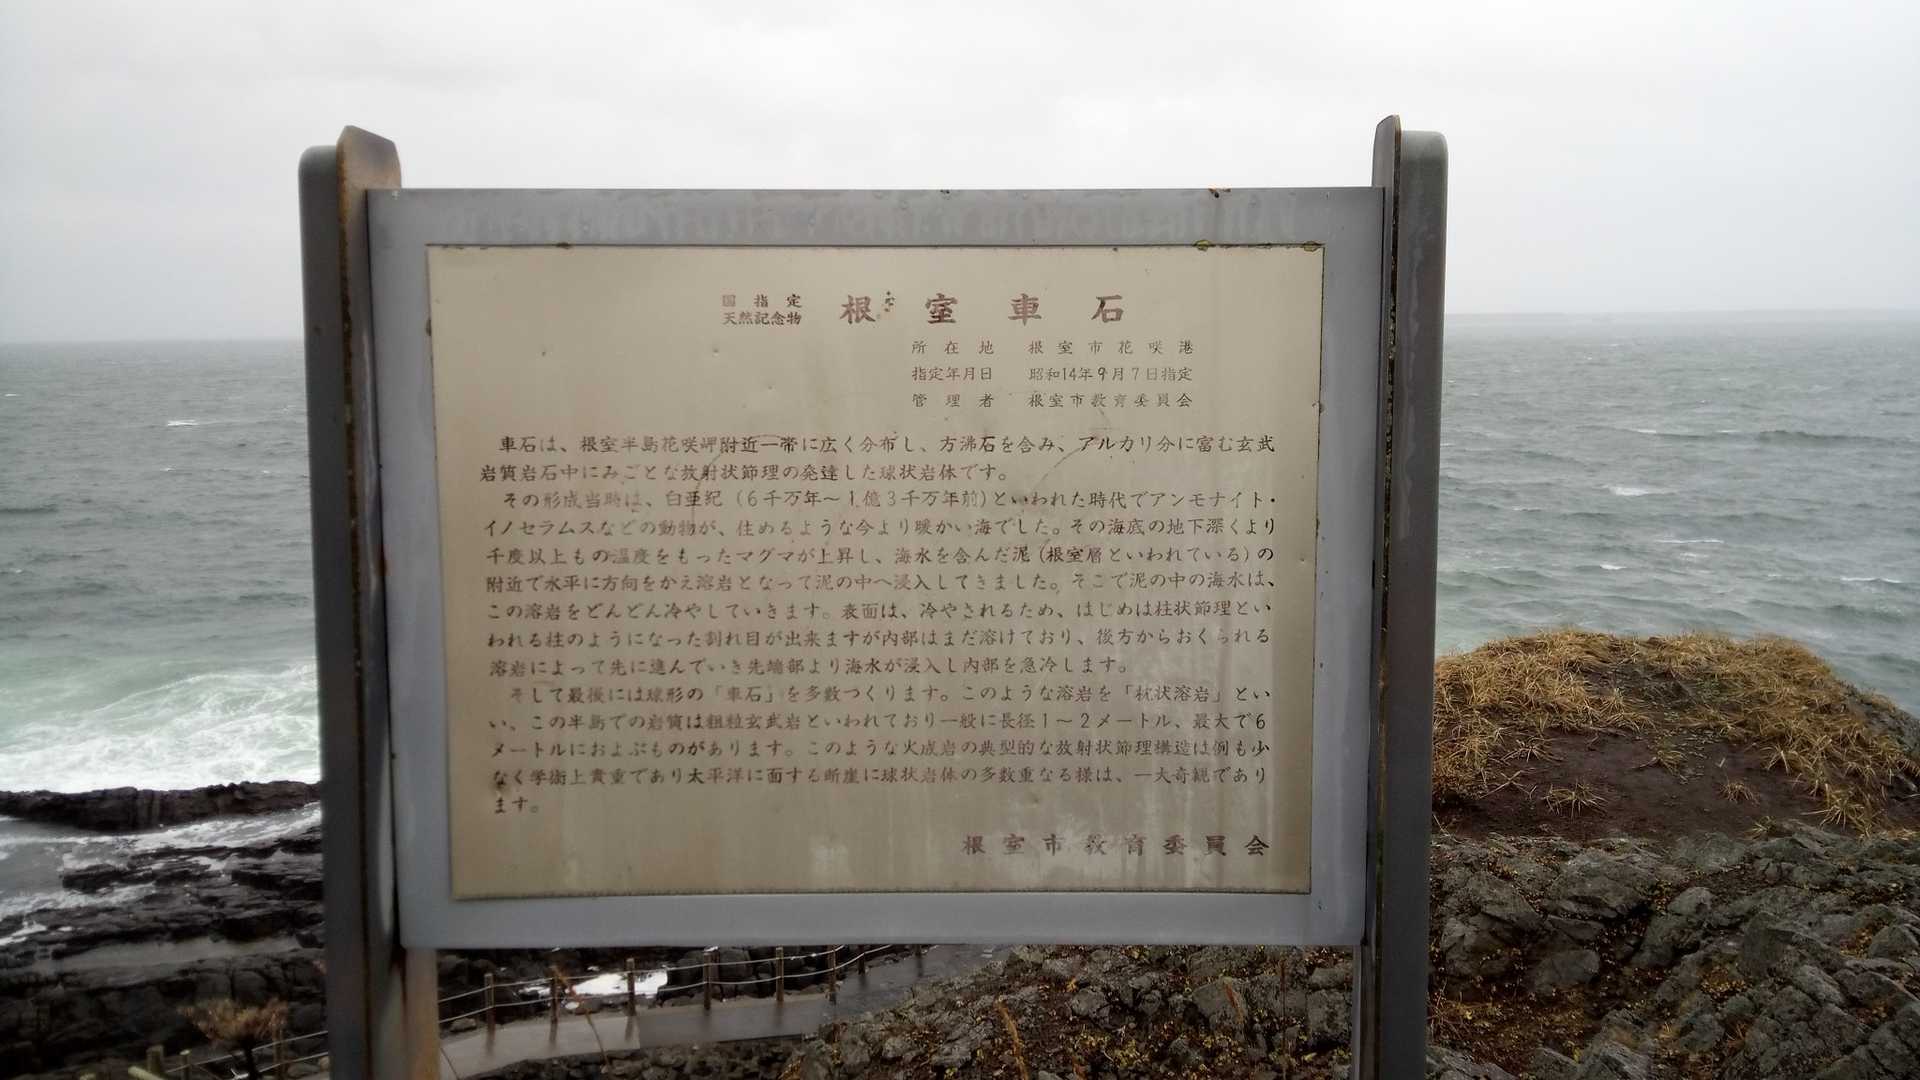 国指定
天然記念物
根室車石
所在地 根室市花咲港
指定年月日 昭和14年9月7日指定
管理者 根室市教育委員会
車石は、根室半島花咲岬附近一帯に広く分布し、方沸石を含み、アルカリ分に富む玄武
岩質岩石中にみごとな放射状節理の発達した球状岩体です。
その形成当時は、白亜紀（6千万年〜1億3千万年前）といわれた時代でアンモナイト・
イノセラムスなどの動物が、住めるような今より暖かい海でした。その海底の地下深くより
千度以上もの温度をもったマグマが上昇し、海水を含んだ泥（根室層といわれている）の
附近で水平に方向をかえ溶岩となって泥の中へ浸入してきました。そこで泥の中の海水は、
この溶岩をどんどん冷やしていきます。表面は、冷やされるため、はじめは柱状節理とい
われる柱のようになった割れ目が出来ますが内部はまだ溶けており、後方からおくられる
溶岩によって先に進んでいき先端部より海水が浸入し内部を急冷します。
そして最後には球形の「車石」を多数つくります。このような溶岩を「枕状溶岩」とい
い、この半島での岩質は粗粒玄武岩といわれており一般に長径1〜2メートル、最大で6
メートルにおよぶものがあります。このような火成岩の典型的な放射状節理構造は例も少
なく学術上貴重であり太平洋に面する断崖に球状岩体の多数重なる様は、一大奇観であり
ます。
根室市教育委員会